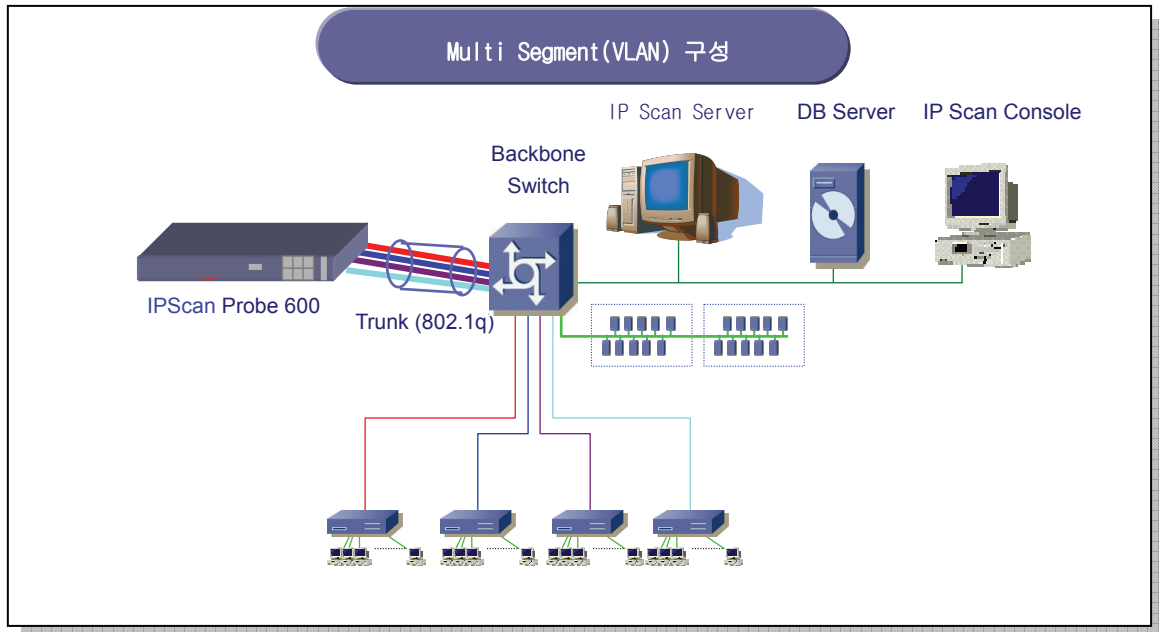 Multi Segment(VLAN) 구성
IP Scan Server
DB Server
IP Scan Console
Backbone
Switch
IPScan Probe 600
Trunk (802.1q)